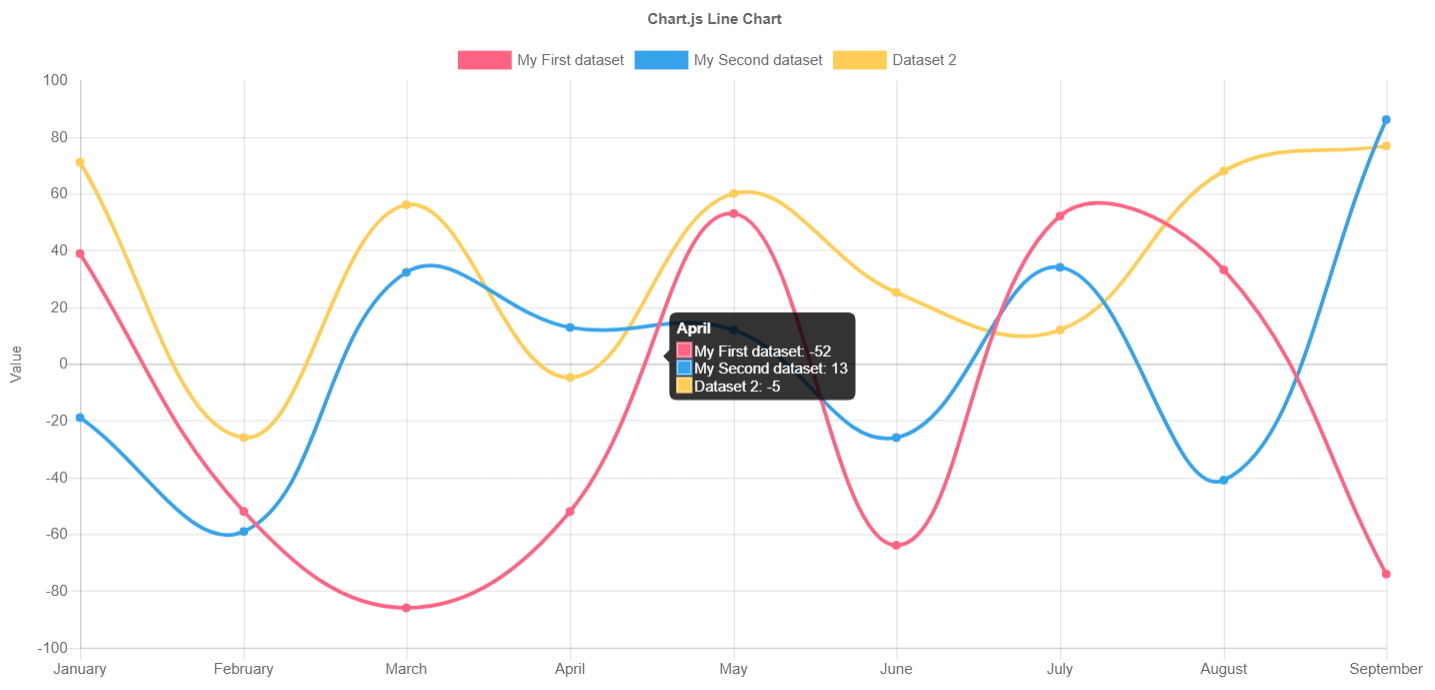 Chart.js Line Chart
My First dataset My Second dataset Dataset 2
100
80
60
40
20
0
-20
-40
-60
-80
-100
Value
April
My First dataset: -52
My Second dataset: 13
Dataset 2: -5
January February March April May June July August September